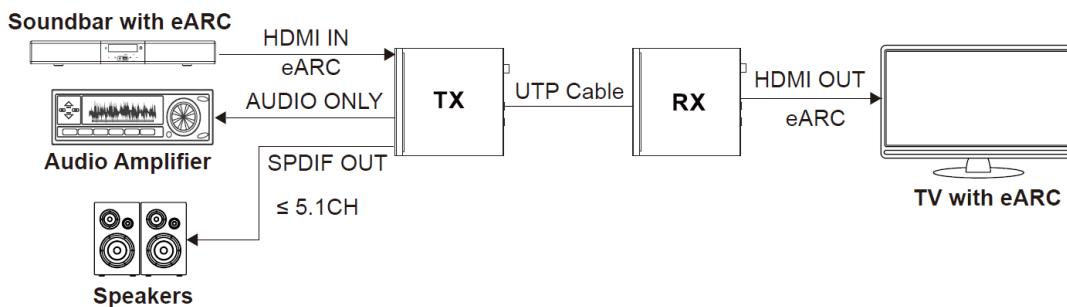 Soundbar with eARC
HDMI IN
eARC
AUDIO ONLY
Audio Amplifier
SPDIF OUT
≤ 5.1CH
Speakers
TX
UTP Cable
RX
HDMI OUT
eARC
TV with eARC